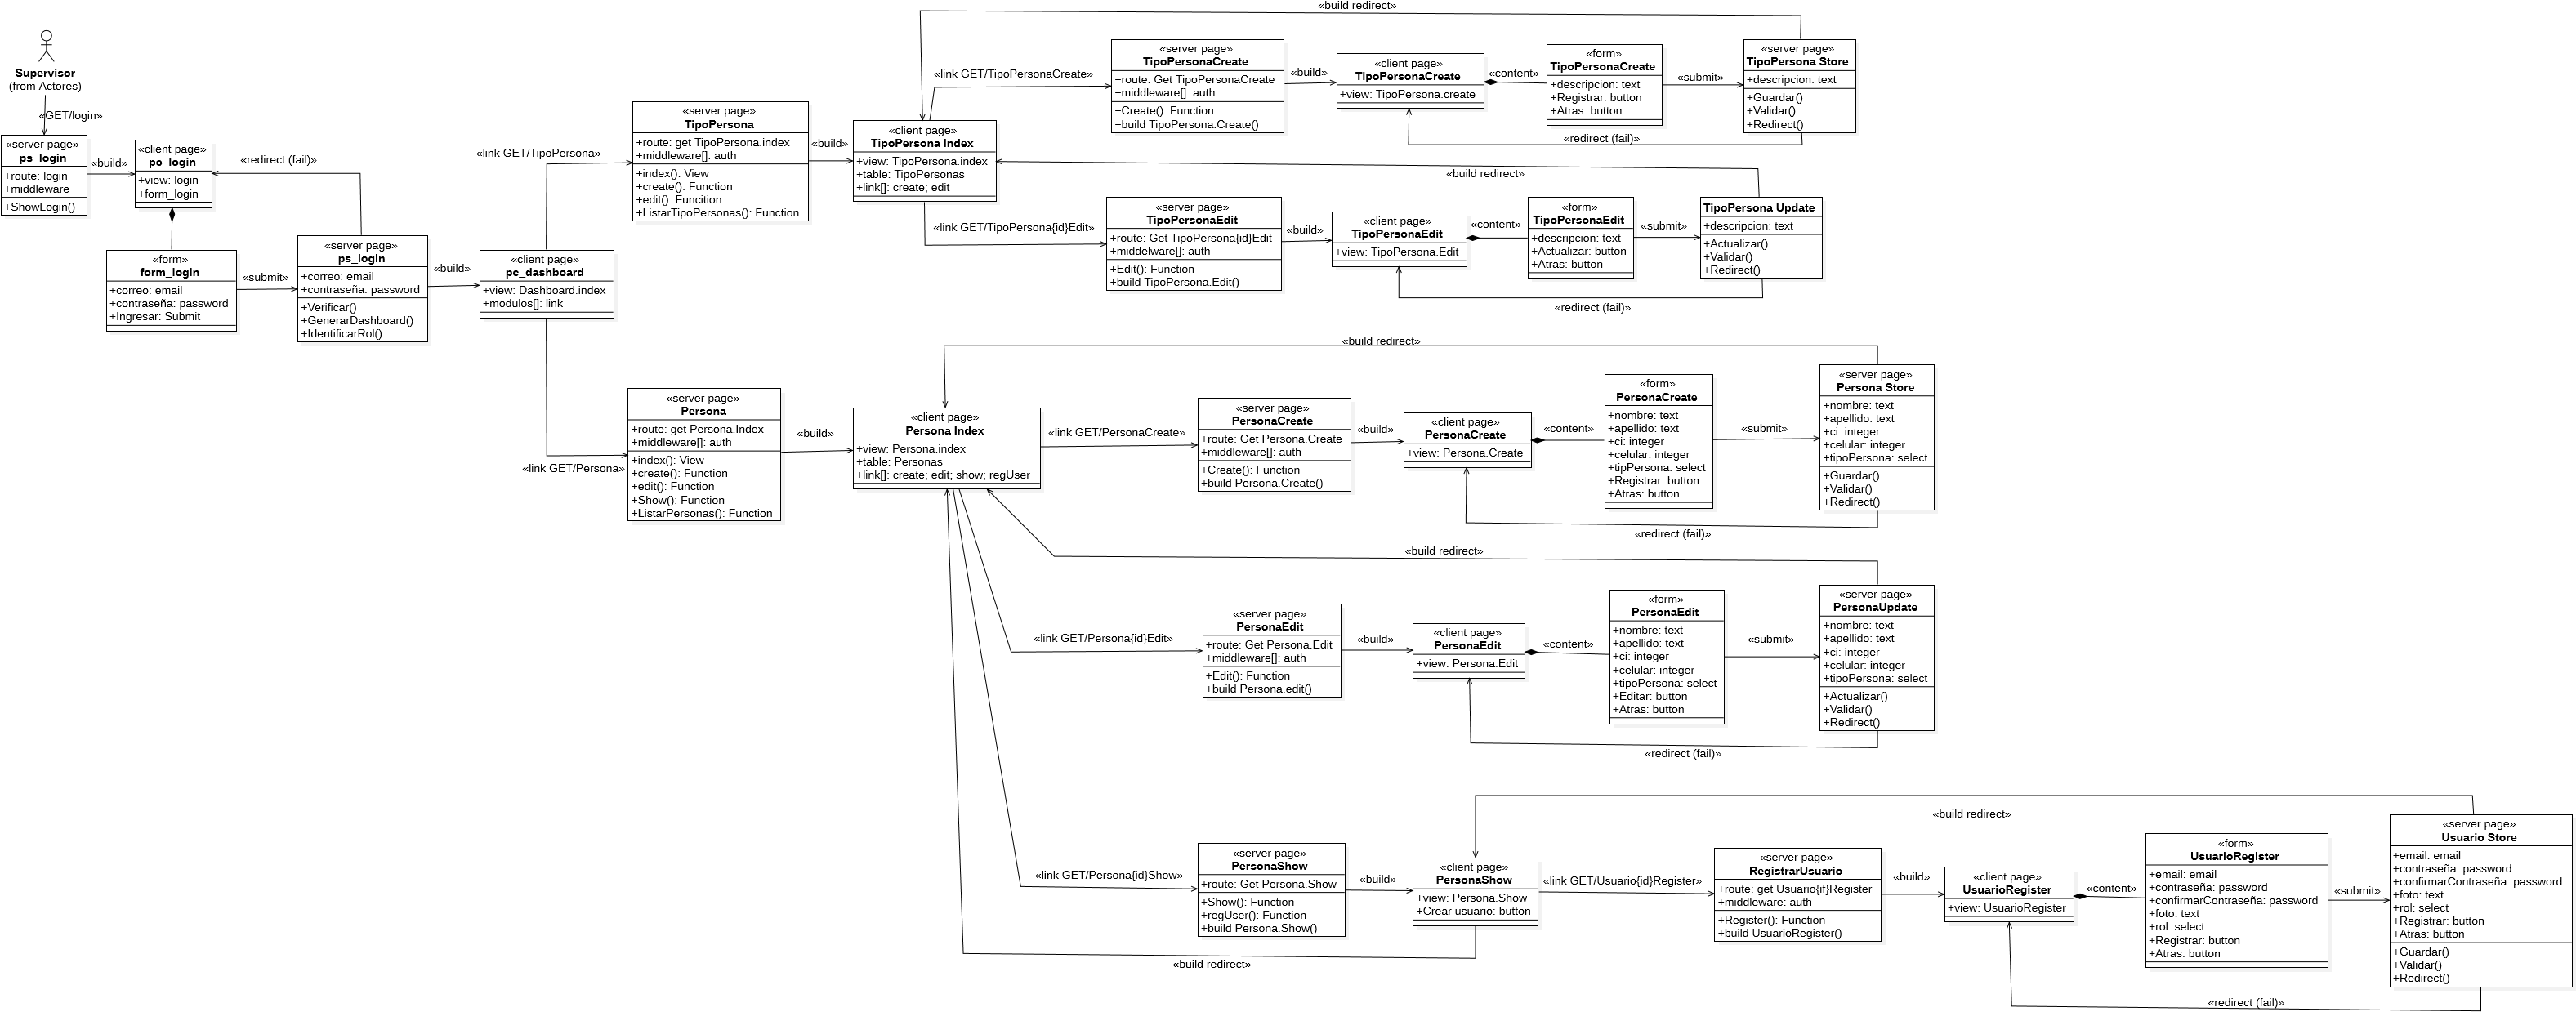 Supervisor
(from Actores)
«GET/login»
«server page»
ps_login
+route: login
+middleware
+ShowLogin()
«build»
«client page»
pc_login
+view: login
+form_login
«redirect (fail)»
«form»
form_login
+correo: email
+contraseña: password
+Ingresar: Submit
«submit»
«server page»
ps_login
+correo: email
+contraseña: password
+Verificar()
+GenerarDashboard()
+IdentificarRol()
«build»
«client page»
pc_dashboard
+view: Dashboard.index
+modulos[]: link
«link GET/TipoPersona»
«server page»
TipoPersona
+route: get TipoPersona.index
+middleware[]: auth
+index(): View
+create(): Function
+edit(): Funcition
+ListarTipoPersonas(): Function
«build»
«client page»
TipoPersona Index
+view: TipoPersona.index
+table: TipoPersonas
+link[]: create; edit
«build redirect»
«link GET/TipoPersonaCreate»
«server page»
TipoPersonaCreate
+route: Get TipoPersonaCreate
+middleware[]: auth
+Create(): Function
+build TipoPersona.Create()
«build»
«client page»
TipoPersonaCreate
+view: TipoPersona.create
«content»
«form»
TipoPersonaCreate
+descripcion: text
+Registrar: button
+Atras: button
«submit»
«server page»
TipoPersona Store
+descripcion: text
+Guardar()
+Validar()
+Redirect()
«redirect (fail)»
«build redirect»
«link GET/TipoPersona{id}Edit»
«server page»
TipoPersonaEdit
+route: Get TipoPersona{id}Edit
+middelware[]: auth
+Edit(): Function
+build TipoPersona.Edit()
«build»
«client page»
TipoPersonaEdit
+view: TipoPersona.Edit
«content»
«form»
TipoPersonaEdit
+descripcion: text
+Actualizar: button
+Atras: button
«submit»
TipoPersona Update
+descripcion: text
+Actualizar()
+Validar()
+Redirect()
«redirect (fail)»
«link GET/Persona»
«server page»
Persona
+route: get Persona.Index
+middleware[]: auth
+index(): View
+create(): Function
+edit(): Function
+Show(): Function
+ListarPersonas(): Function
«build»
«client page»
Persona Index
+view: Persona.index
+table: Personas
+link[]: create; edit; show; regUser
«build redirect»
«link GET/PersonaCreate»
«server page»
PersonaCreate
+route: Get Persona.Create
+middleware[]: auth
+Create(): Function
+build Persona.Create()
«build»
«client page»
PersonaCreate
+view: Persona.Create
«content»
«form»
PersonaCreate
+nombre: text
+apellido: text
+ci: integer
+celular: integer
+tipPersona: select
+Registrar: button
+Atras: button
«submit»
«server page»
Persona Store
+nombre: text
+apellido: text
+ci: integer
+celular: integer
+tipoPersona: select
+Guardar()
+Validar()
+Redirect()
«redirect (fail)»
«build redirect»
«link GET/Persona{id}Edit»
«server page»
PersonaEdit
+route: Get Persona.Edit
+middleware[]: auth
+Edit(): Function
+build Persona.edit()
«build»
«client page»
PersonaEdit
+view: Persona.Edit
«content»
«form»
PersonaEdit
+nombre: text
+apellido: text
+ci: integer
+celular: integer
+tipoPersona: select
+Editar: button
+Atras: button
«submit»
«server page»
PersonaUpdate
+nombre: text
+apellido: text
+ci: integer
+celular: integer
+tipoPersona: select
+Actualizar()
+Validar()
+Redirect()
«redirect (fail)»
«link GET/Persona{id}Show»
«server page»
PersonaShow
+route: Get Persona.Show
+Show(): Function
+regUser(): Function
+build Persona.Show()
«build»
«client page»
PersonaShow
+view: Persona.Show
+Crear usuario: button
«build redirect»
«build redirect»
«link GET/Usuario{id}Register»
«server page»
RegistrarUsuario
+route: get Usuario{if}Register
+middleware: auth
+Register(): Function
+build UsuarioRegister()
«build»
«client page»
UsuarioRegister
+view: UsuarioRegister
«content»
«form»
UsuarioRegister
+email: email
+contraseña: password
+confirmarContraseña: password
+foto: text
+rol: select
+Registrar: button
+Atras: button
«submit»
«server page»
Usuario Store
+email: email
+contraseña: password
+confirmarContraseña: password
+foto: text
+rol: select
+Registrar: button
+Atras: button
+Guardar()
+Validar()
+Redirect()
«redirect (fail)»